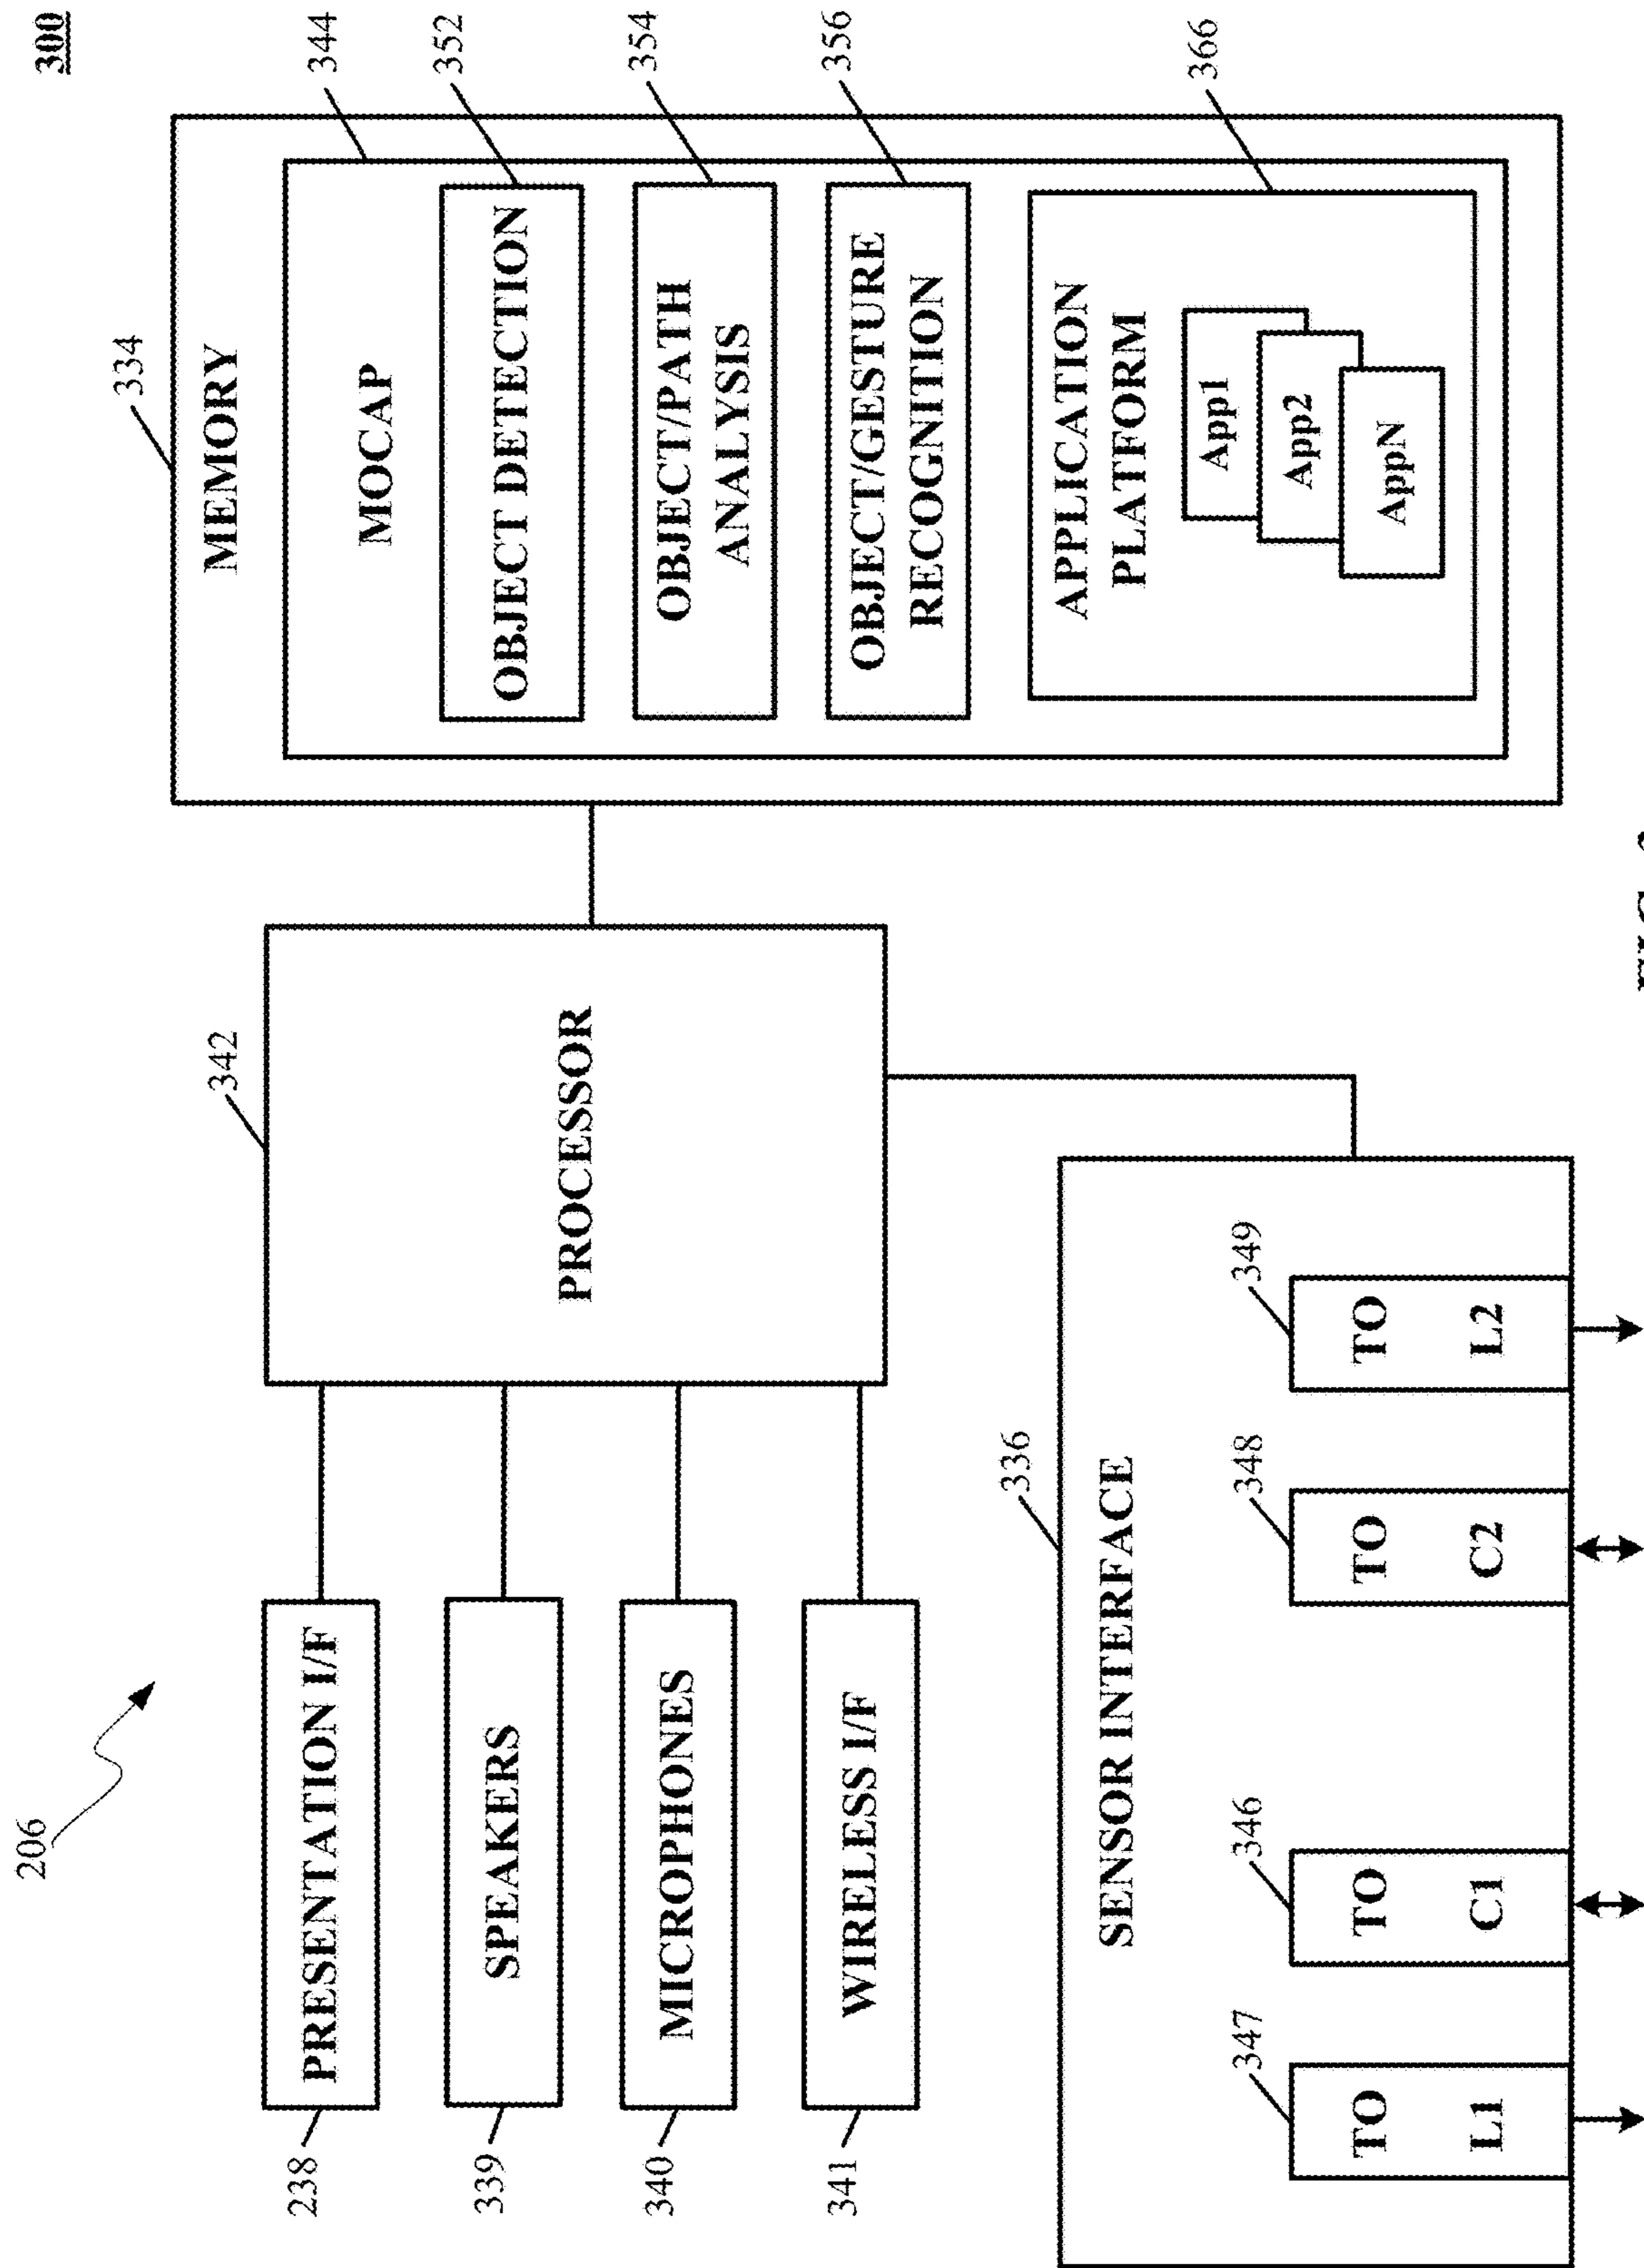 300
206
238
PRESENTATION I/F
339
SPEAKERS
340
MICROPHONES
341
WIRELESS I/F
342
PROCESSOR
334
MEMORY
344
MOCAP
352
OBJECT DETECTION
354
OBJECT/PATH
ANALYSIS
356
OBJECT/GESTURE
RECOGNITION
366
APPLICATION
PLATFORM
App1
App2
AppN
336
SENSOR INTERFACE
347
TO
L1
346
TO
C1
348
TO
C2
349
TO
L2